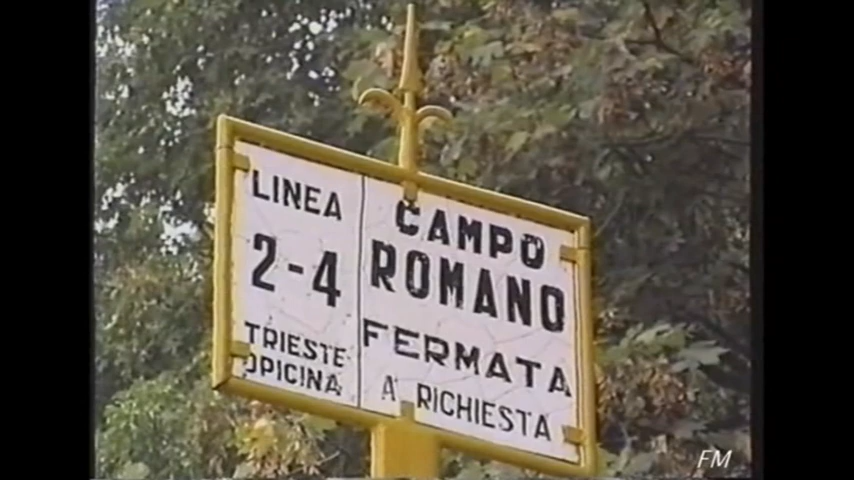 LINEA
2-4
TRIESTE-
OPICINA
CAMPO
ROMANO
FERMATA
A RICHIESTA
FM